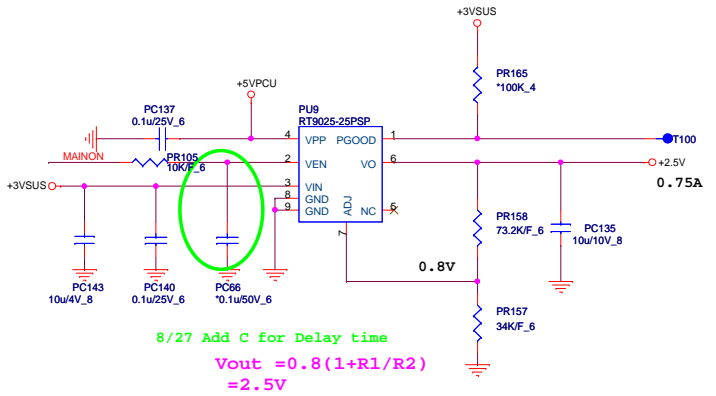 +3VSUS
PR165
*100K_4
+5VPCU
PC137
0.1u/25V_6
PU9
RT9025-25PSP
4
VPP
PGOOD
1
T100
MAINON
PR105
10K/F_6
2
VEN
VO
6
+2.5V
0.75A
+3VSUS
3
VIN
8
GND
9
GND
ADJ
NC
5
7
PR158
73.2K/F_6
PC135
10u/10V_8
0.8V
PC143
10u/4V_8
PC140
0.1u/25V_6
PC66
*0.1u/50V_6
PR157
34K/F_6
8/27 Add C for Delay time
Vout =0.8(1+R1/R2)
=2.5V